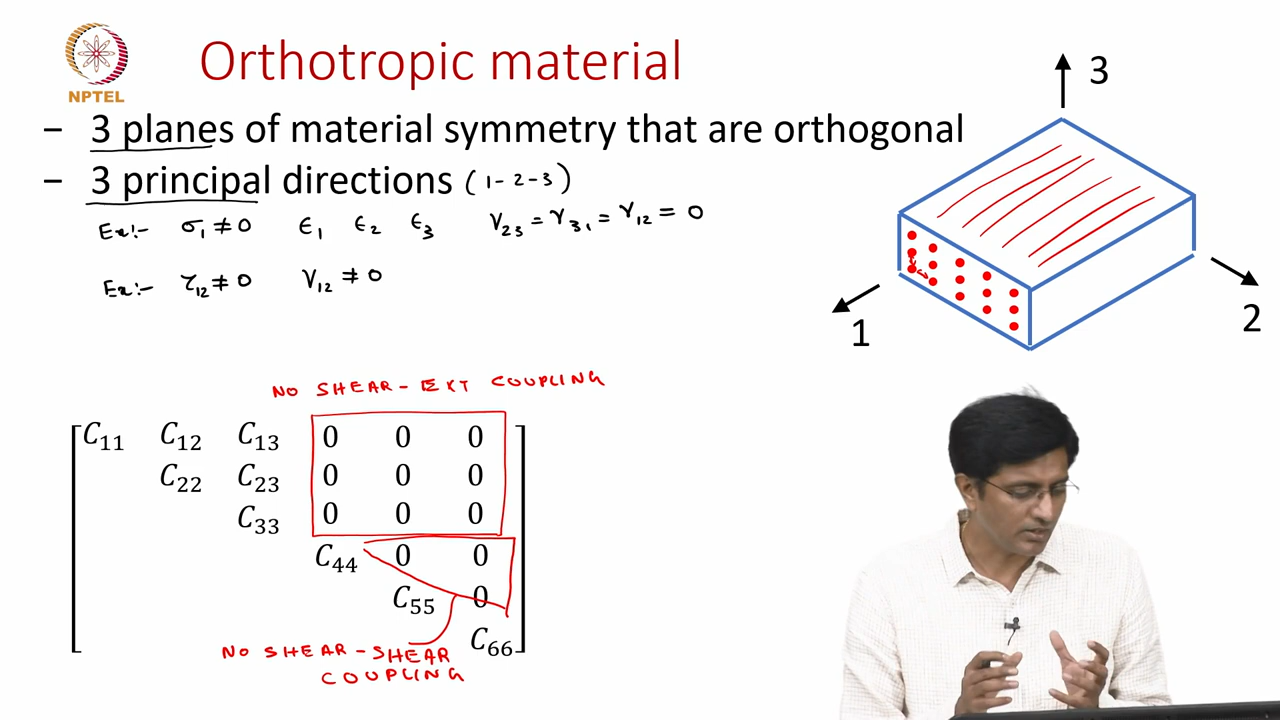 NPTEL
Orthotropic material
− 3 planes of material symmetry that are orthogonal
− 3 principal directions (1-2-3)
Ex:- σ₁ ≠ 0 ϵ₁ ϵ₂ ϵ₃ γ₂₃ = γ₃₁ = γ₁₂ = 0
Ex:- τ₁₂ ≠ 0 γ₁₂ ≠ 0
3
1
2
NO SHEAR - EXT COUPLING
C₁₁ C₁₂ C₁₃ 0 0 0
C₂₂ C₂₃ 0 0 0
C₃₃ 0 0 0
C₄₄ 0 0
C₅₅ 0
C₆₆
NO SHEAR - SHEAR
COUPLING